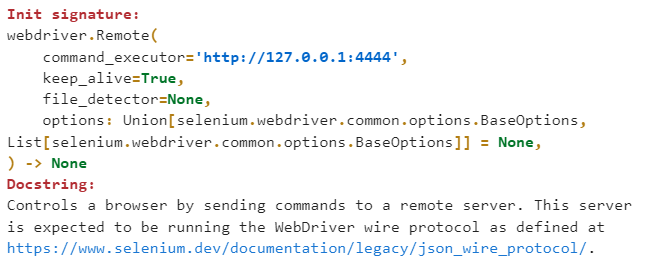 Init signature:
webdriver.Remote(
    command_executor='http://127.0.0.1:4444',
    keep_alive=True,
    file_detector=None,
    options: Union[selenium.webdriver.common.options.BaseOptions,
List[selenium.webdriver.common.options.BaseOptions]] = None,
) -> None
Docstring:
Controls a browser by sending commands to a remote server. This server
is expected to be running the WebDriver wire protocol as defined at
https://www.selenium.dev/documentation/legacy/json_wire_protocol/.